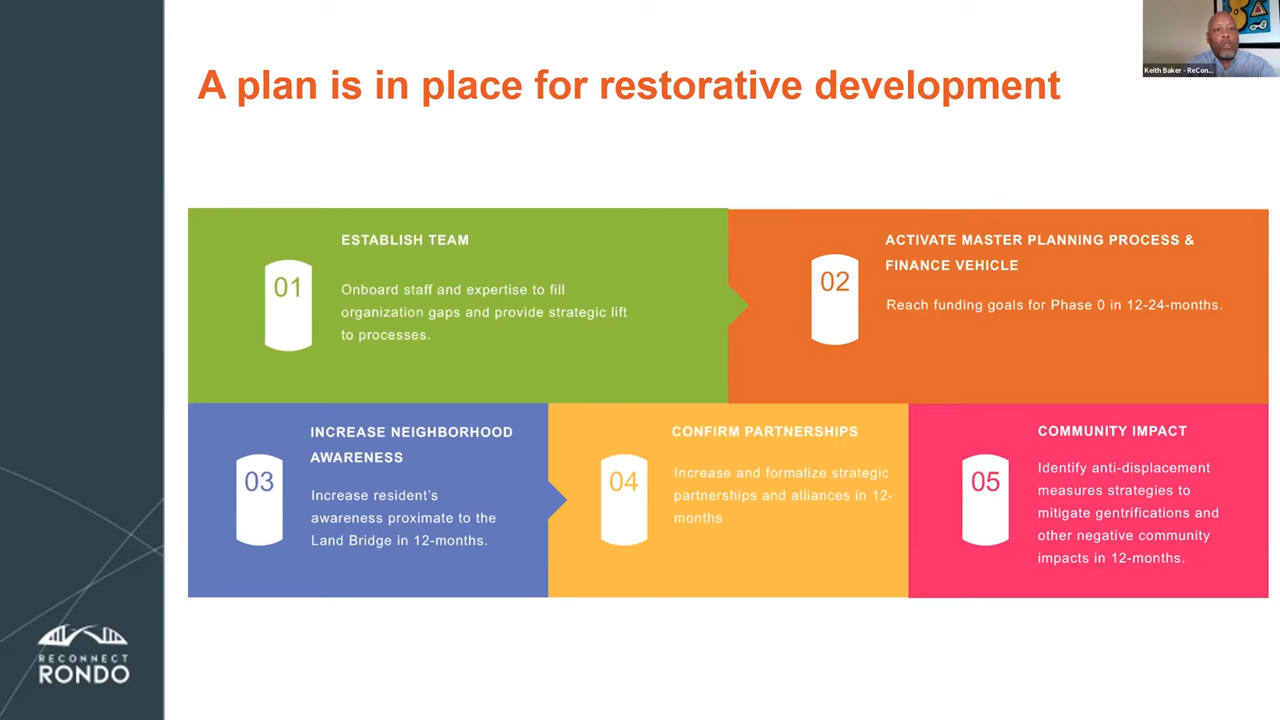 Keith Baker - ReCon...
A plan is in place for restorative development
01
ESTABLISH TEAM
Onboard staff and expertise to fill
organization gaps and provide strategic lift
to processes.
02
ACTIVATE MASTER PLANNING PROCESS &
FINANCE VEHICLE
Reach funding goals for Phase 0 in 12-24-months.
03
INCREASE NEIGHBORHOOD
AWARENESS
Increase resident’s
awareness proximate to the
Land Bridge in 12-months.
04
CONFIRM PARTNERSHIPS
Increase and formalize strategic
partnerships and alliances in 12-
months
05
COMMUNITY IMPACT
Identify anti-displacement
measures strategies to
mitigate gentrifications and
other negative community
impacts in 12-months.
RECONNECT
RONDO